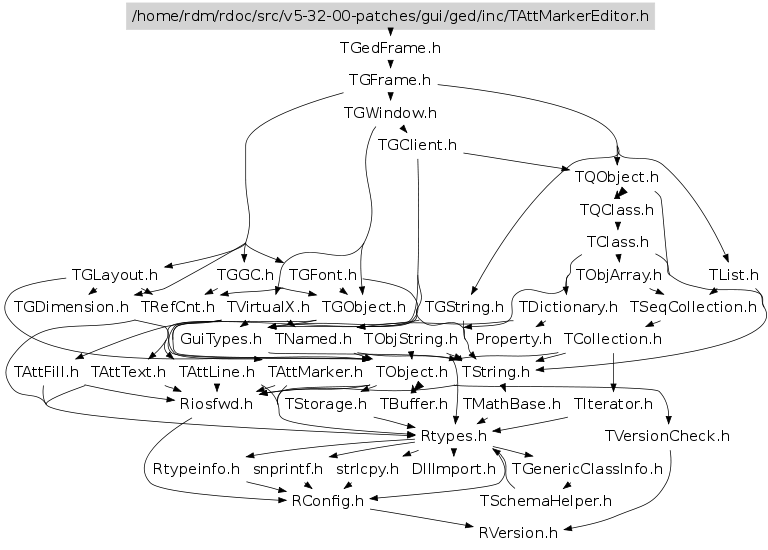 /home/rdm/rdoc/src/v5-32-00-patches/gui/ged/inc/TAttMarkerEditor.h
TGedFrame.h
TGFrame.h
TGWindow.h
TGClient.h
TQObject.h
TQClass.h
TClass.h
TGLayout.h TGGC.h TGFont.h TObjArray.h TList.h
TGDimension.h TRefCnt.h TVirtualX.h TGObject.h TGString.h TDictionary.h TSeqCollection.h
GuiTypes.h TNamed.h TObjString.h Property.h TCollection.h
TAttFill.h TAttText.h TAttLine.h TAttMarker.h TObject.h TString.h
Riosfwd.h TStorage.h TBuffer.h TMathBase.h TIterator.h
Rtypes.h TVersionCheck.h
Rtypeinfo.h snprintf.h strlcpy.h DllImport.h TGenericClassInfo.h
RConfig.h TSchemaHelper.h
RVersion.h